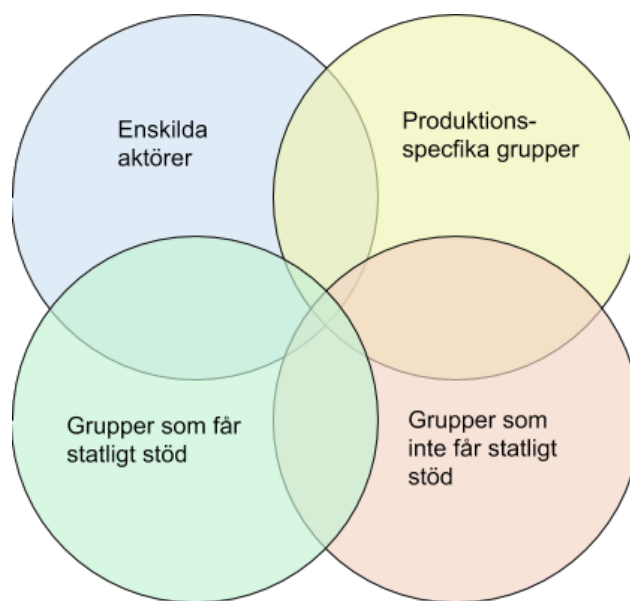 Enskilda
aktörer
Produktions-
specfika grupper
Grupper som får
statligt stöd
Grupper som
inte får statligt
stöd